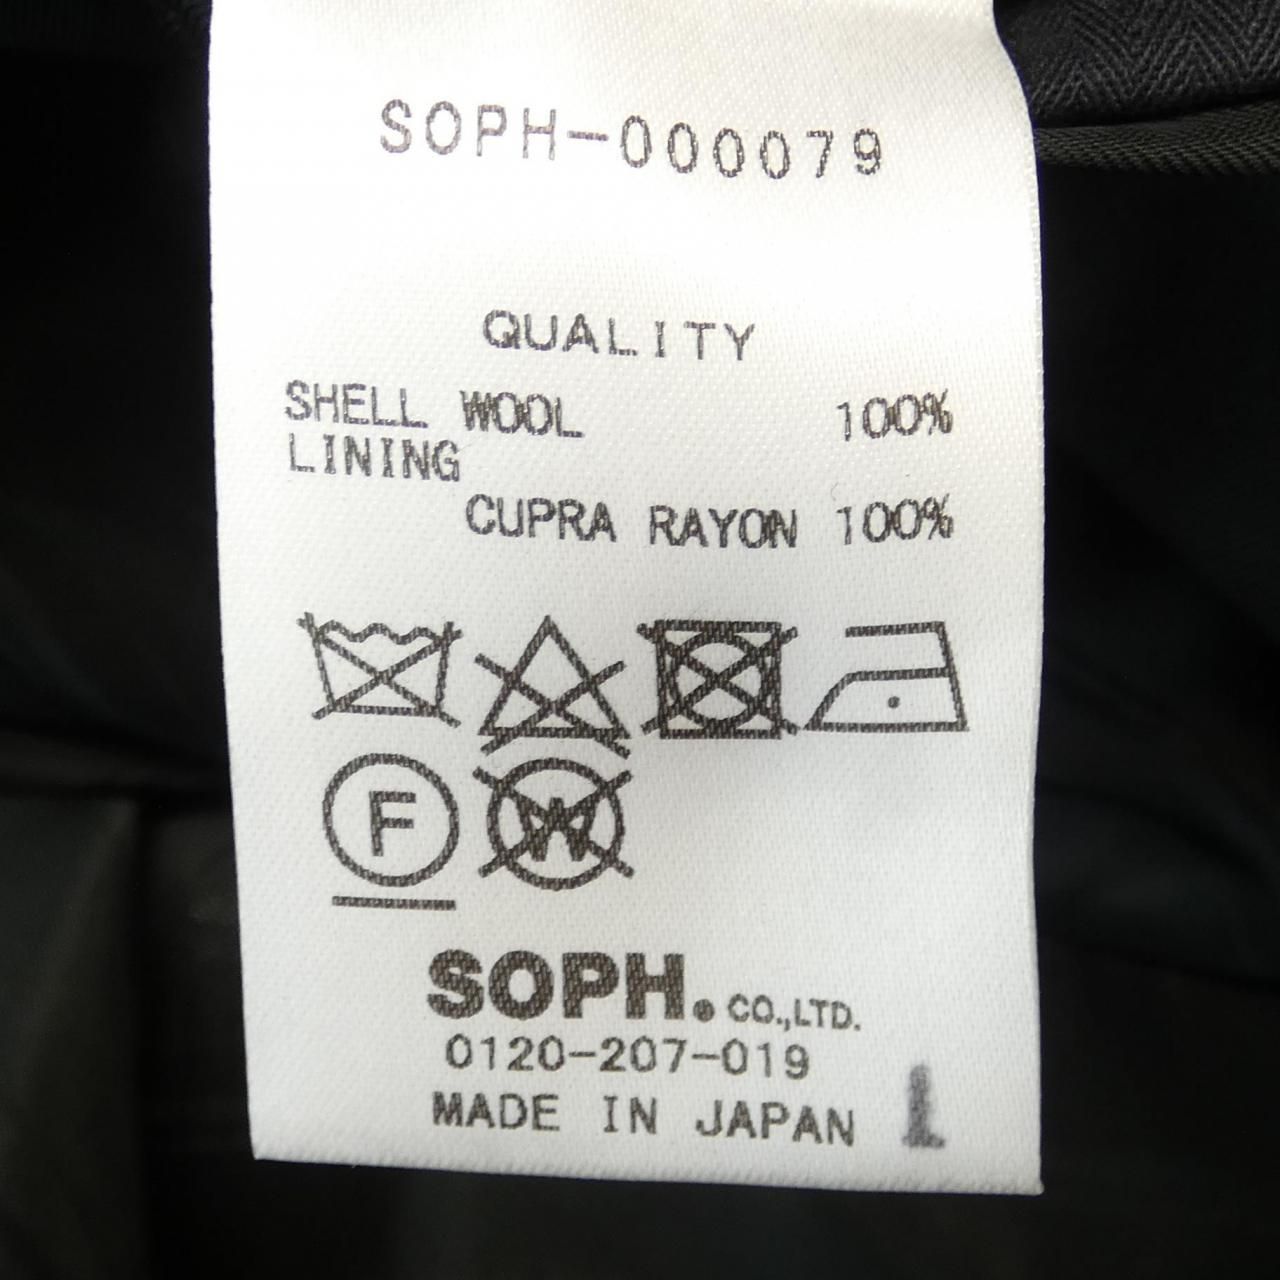 SOPH-000079
QUALITY
SHELL WOOL 100%
LINING
CUPRA RAYON 100%
F
W
SOPH.® CO.,LTD.
0120-207-019
MADE IN JAPAN 1